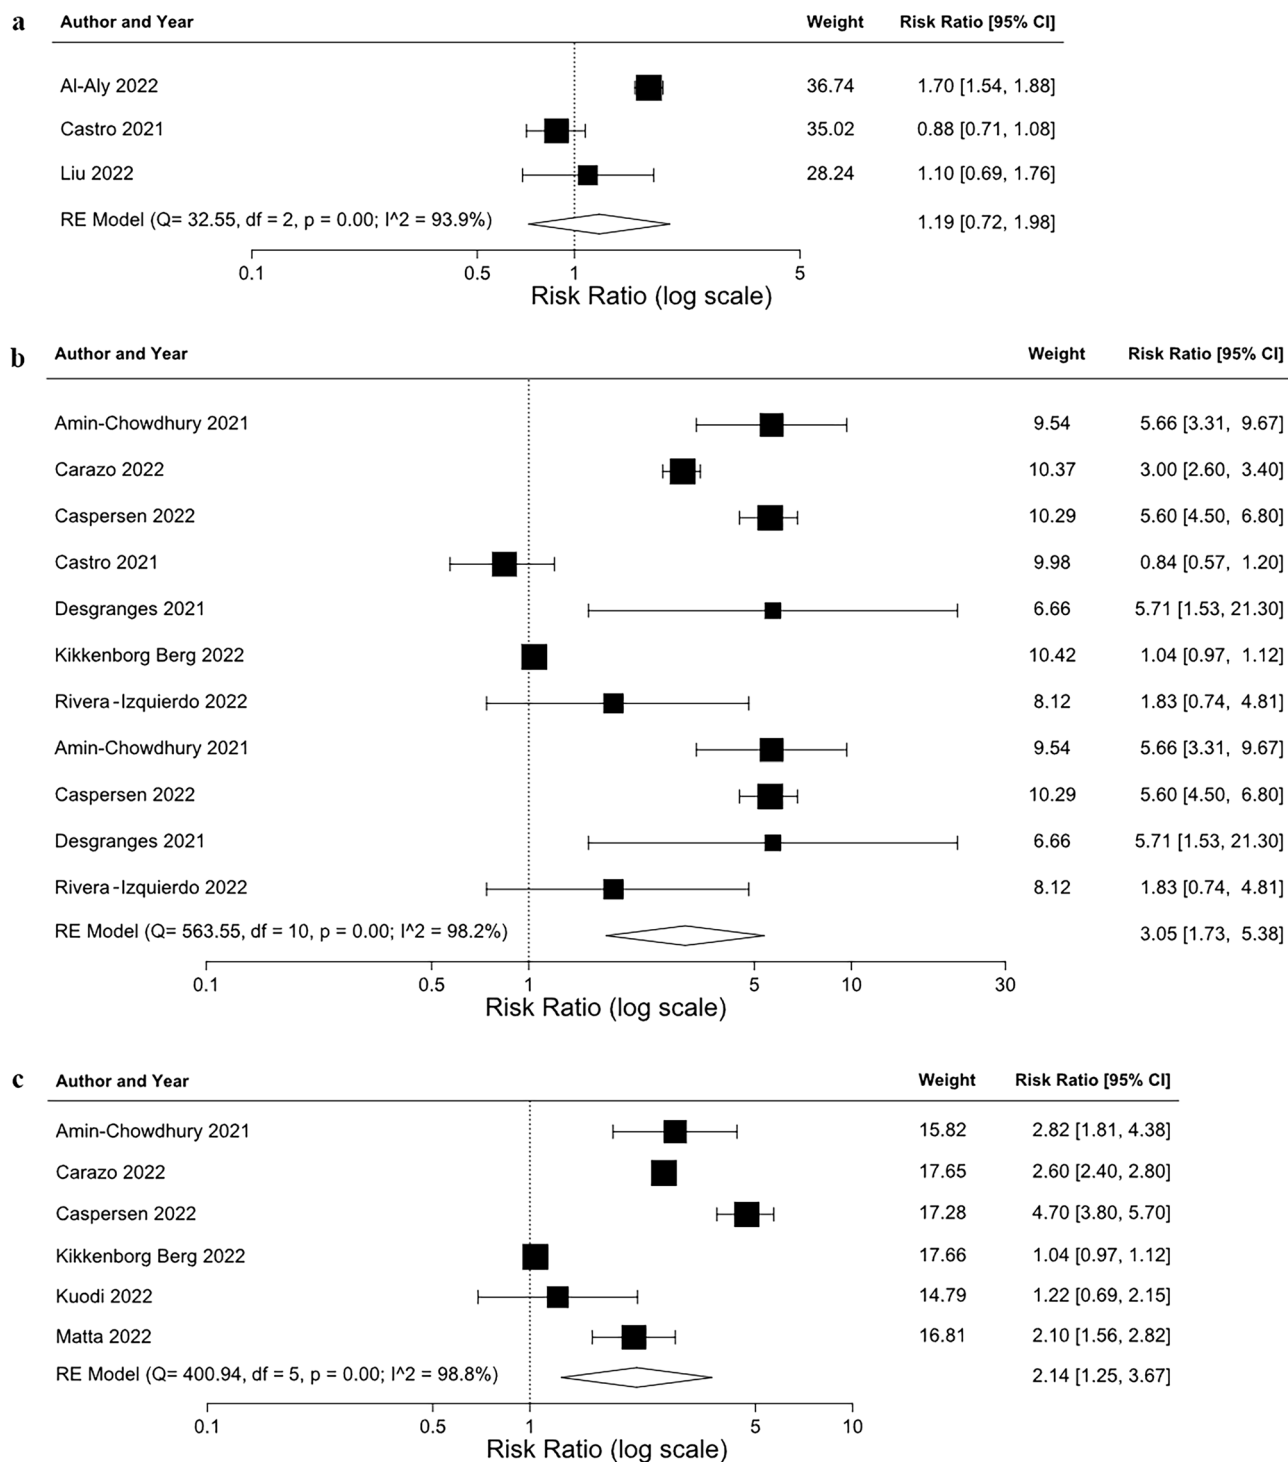 a Author and Year Weight Risk Ratio [95% CI]
Al-Aly 2022 36.74 1.70 [1.54, 1.88]
Castro 2021 35.02 0.88 [0.71, 1.08]
Liu 2022 28.24 1.10 [0.69, 1.76]
RE Model (Q= 32.55, df = 2, p = 0.00; I^2 = 93.9%) 1.19 [0.72, 1.98]
0.1 0.5 1 5
Risk Ratio (log scale)
b Author and Year Weight Risk Ratio [95% CI]
Amin-Chowdhury 2021 9.54 5.66 [3.31, 9.67]
Carazo 2022 10.37 3.00 [2.60, 3.40]
Caspersen 2022 10.29 5.60 [4.50, 6.80]
Castro 2021 9.98 0.84 [0.57, 1.20]
Desgranges 2021 6.66 5.71 [1.53, 21.30]
Kikkenborg Berg 2022 10.42 1.04 [0.97, 1.12]
Rivera-Izquierdo 2022 8.12 1.83 [0.74, 4.81]
Amin-Chowdhury 2021 9.54 5.66 [3.31, 9.67]
Caspersen 2022 10.29 5.60 [4.50, 6.80]
Desgranges 2021 6.66 5.71 [1.53, 21.30]
Rivera-Izquierdo 2022 8.12 1.83 [0.74, 4.81]
RE Model (Q= 563.55, df = 10, p = 0.00; I^2 = 98.2%) 3.05 [1.73, 5.38]
0.1 0.5 1 5 10 30
Risk Ratio (log scale)
c Author and Year Weight Risk Ratio [95% CI]
Amin-Chowdhury 2021 15.82 2.82 [1.81, 4.38]
Carazo 2022 17.65 2.60 [2.40, 2.80]
Caspersen 2022 17.28 4.70 [3.80, 5.70]
Kikkenborg Berg 2022 17.66 1.04 [0.97, 1.12]
Kuodi 2022 14.79 1.22 [0.69, 2.15]
Matta 2022 16.81 2.10 [1.56, 2.82]
RE Model (Q= 400.94, df = 5, p = 0.00; I^2 = 98.8%) 2.14 [1.25, 3.67]
0.1 0.5 1 5 10
Risk Ratio (log scale)